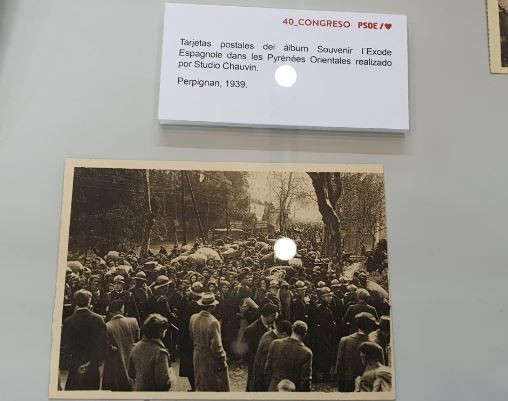 40_CONGRESO PSOE/♥
Tarjetas postales del álbum Souvenir l'Exode
Espagnole dans les Pyrénées Orientales realizado
por Studio Chauvin.
Perpignan, 1939.